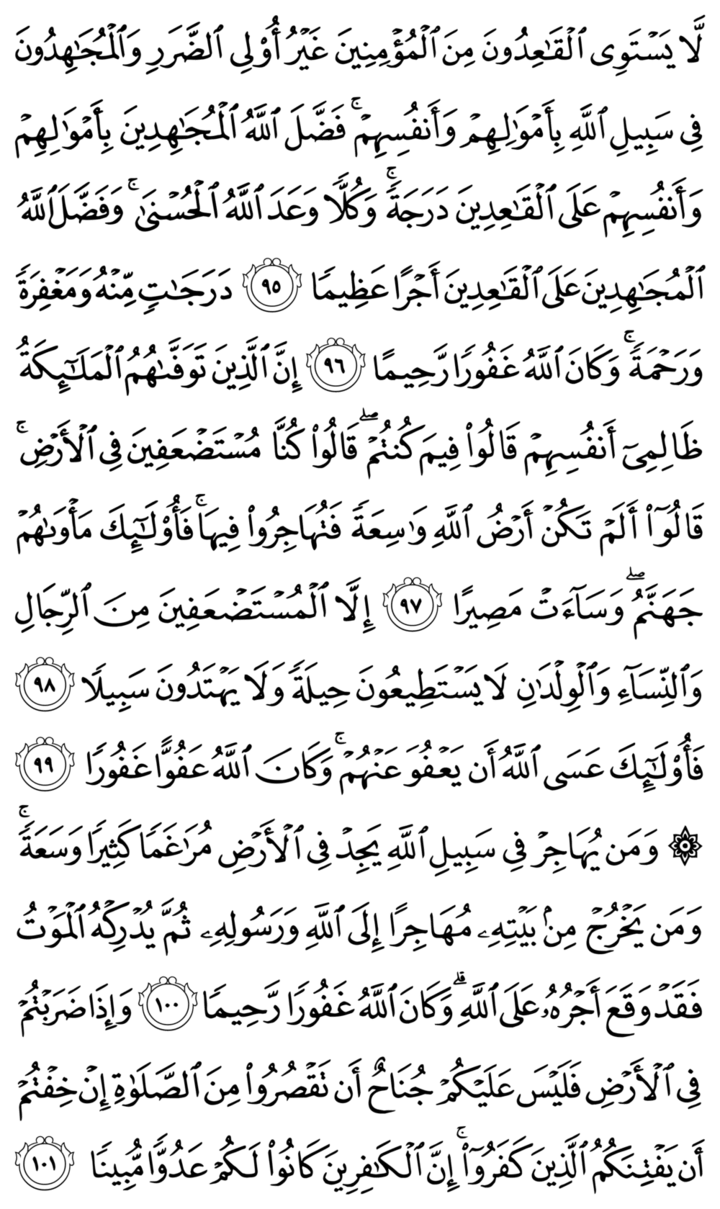 لَّا يَسْتَوِى ٱلْقَـٰعِدُونَ مِنَ ٱلْمُؤْمِنِينَ غَيْرُ أُو۟لِى ٱلضَّرَرِ وَٱلْمُجَـٰهِدُونَ
فِى سَبِيلِ ٱللَّهِ بِأَمْوَٰلِهِمْ وَأَنفُسِهِمْ ۚ فَضَّلَ ٱللَّهُ ٱلْمُجَـٰهِدِينَ بِأَمْوَٰلِهِمْ
وَأَنفُسِهِمْ عَلَى ٱلْقَـٰعِدِينَ دَرَجَةً ۚ وَكُلًّا وَعَدَ ٱللَّهُ ٱلْحُسْنَىٰ ۚ وَفَضَّلَ ٱللَّهُ
ٱلْمُجَـٰهِدِينَ عَلَى ٱلْقَـٰعِدِينَ أَجْرًا عَظِيمًا ٩٥ دَرَجَـٰتٍ مِّنْهُ وَمَغْفِرَةً
وَرَحْمَةً ۚ وَكَانَ ٱللَّهُ غَفُورًا رَّحِيمًا ٩٦ إِنَّ ٱلَّذِينَ تَوَفَّىٰهُمُ ٱلْمَلَـٰٓئِكَةُ
ظَالِمِىٓ أَنفُسِهِمْ قَالُوا۟ فِيمَ كُنتُمْ ۖ قَالُوا۟ كُنَّا مُسْتَضْعَفِينَ فِى ٱلْأَرْضِ ۚ
قَالُوٓا۟ أَلَمْ تَكُنْ أَرْضُ ٱللَّهِ وَٰسِعَةً فَتُهَاجِرُوا۟ فِيهَا ۚ فَأُو۟لَـٰٓئِكَ مَأْوَىٰهُمْ
جَهَنَّمُ ۖ وَسَآءَتْ مَصِيرًا ٩٧ إِلَّا ٱلْمُسْتَضْعَفِينَ مِنَ ٱلرِّجَالِ
وَٱلنِّسَآءِ وَٱلْوِلْدَٰنِ لَا يَسْتَطِيعُونَ حِيلَةً وَلَا يَهْتَدُونَ سَبِيلًا ٩٨
فَأُو۟لَـٰٓئِكَ عَسَى ٱللَّهُ أَن يَعْفُوَ عَنْهُمْ ۚ وَكَانَ ٱللَّهُ عَفُوًّا غَفُورًا ٩٩
۞ وَمَن يُهَاجِرْ فِى سَبِيلِ ٱللَّهِ يَجِدْ فِى ٱلْأَرْضِ مُرَٰغَمًا كَثِيرًا وَسَعَةً ۚ
وَمَن يَخْرُجْ مِنۢ بَيْتِهِۦ مُهَاجِرًا إِلَى ٱللَّهِ وَرَسُولِهِۦ ثُمَّ يُدْرِكْهُ ٱلْمَوْتُ
فَقَدْ وَقَعَ أَجْرُهُۥ عَلَى ٱللَّهِ ۗ وَكَانَ ٱللَّهُ غَفُورًا رَّحِيمًا ١٠٠ وَإِذَا ضَرَبْتُمْ
فِى ٱلْأَرْضِ فَلَيْسَ عَلَيْكُمْ جُنَاحٌ أَن تَقْصُرُوا۟ مِنَ ٱلصَّلَوٰةِ إِنْ خِفْتُمْ
أَن يَفْتِنَكُمُ ٱلَّذِينَ كَفَرُوٓا۟ ۚ إِنَّ ٱلْكَـٰفِرِينَ كَانُوا۟ لَكُمْ عَدُوًّا مُّبِينًا ١٠١